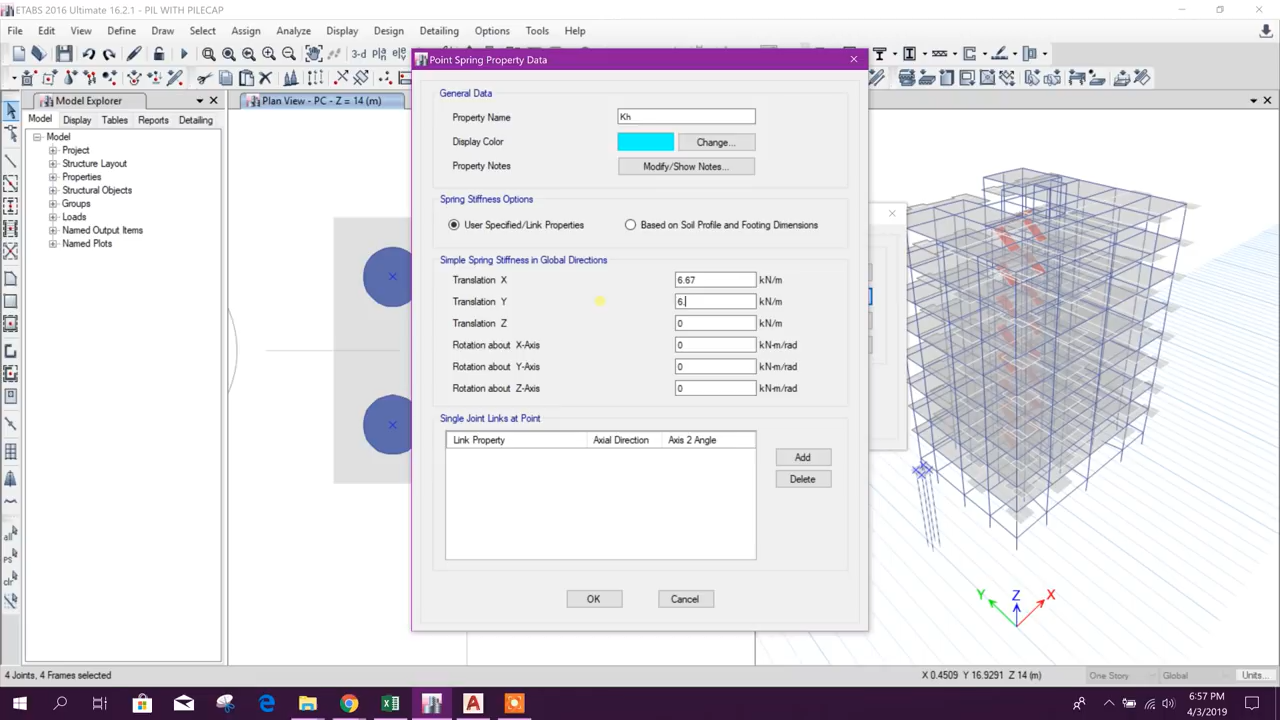 ETABS 2016 Ultimate 16.2.1 - PIL WITH PILECAP
File Edit View Define Draw Select Assign Analyze Display Design Detailing Options Tools Help
3-d
Point Spring Property Data
Model Explorer
Plan View - PC - Z = 14 (m)
Model Display Tables Reports Detailing
Model
Project
Structure Layout
Properties
Structural Objects
Groups
Loads
Named Output Items
Named Plots
General Data
Property Name Kh
Display Color Change...
Property Notes Modify/Show Notes...
Spring Stiffness Options
User Specified/Link Properties Based on Soil Profile and Footing Dimensions
Simple Spring Stiffness in Global Directions
Translation X 6.67 kN/m
Translation Y 6. kN/m
Translation Z 0 kN/m
Rotation about X-Axis 0 kN-m/rad
Rotation about Y-Axis 0 kN-m/rad
Rotation about Z-Axis 0 kN-m/rad
Single Joint Links at Point
Link Property Axial Direction Axis 2 Angle
Add
Delete
OK Cancel
Y Z X
all
PS
clr
4 Joints, 4 Frames selected
X 0.4509 Y 16.9291 Z 14 (m)
One Story Global Units...
6:57 PM
4/3/2019